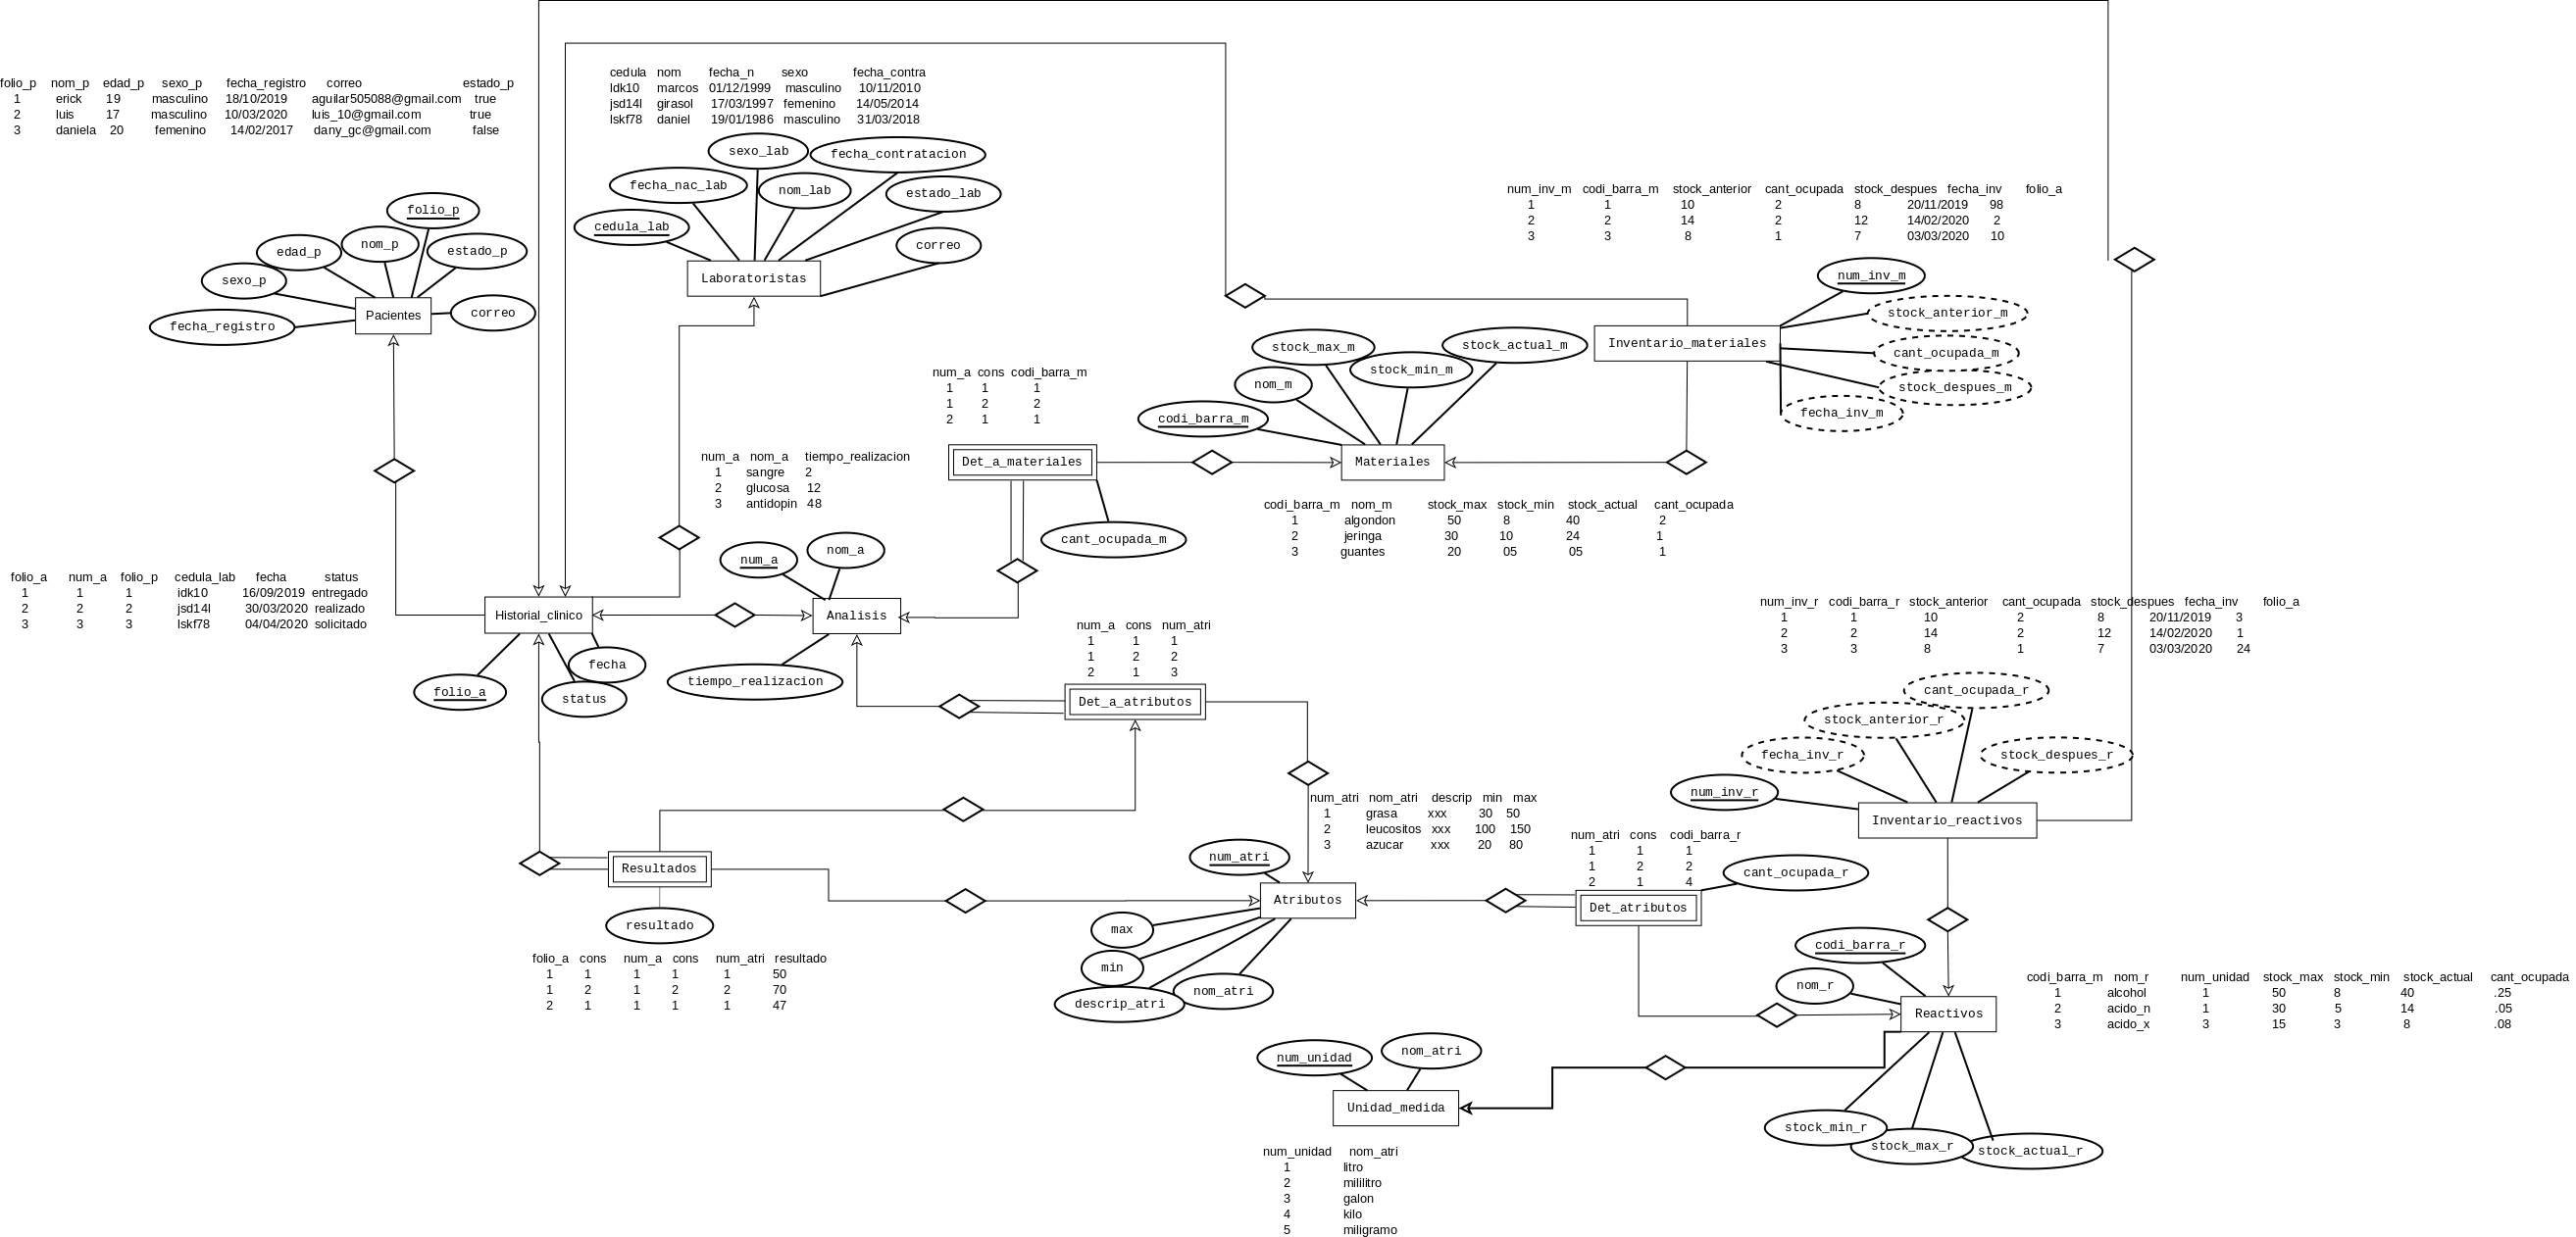 folio_p nom_p edad_p sexo_p fecha_registro correo estado_p
1 erick 19 masculino 18/10/2019 aguilar505088@gmail.com true
2 luis 17 masculino 10/03/2020 luis_10@gmail.com true
3 daniela 20 femenino 14/02/2017 dany_gc@gmail.com false
cedula nom fecha_n sexo fecha_contra
ldk10 marcos 01/12/1999 masculino 10/11/2010
jsd14l girasol 17/03/1997 femenino 14/05/2014
lskf78 daniel 19/01/1986 masculino 31/03/2018
sexo_lab
fecha_contratacion
fecha_nac_lab
nom_lab
estado_lab
cedula_lab
correo
Laboratoristas
folio_p
edad_p
nom_p
estado_p
sexo_p
fecha_registro
correo
Pacientes
num_inv_m codi_barra_m stock_anterior cant_ocupada stock_despues fecha_inv folio_a
1 1 10 2 8 20/11/2019 98
2 2 14 2 12 14/02/2020 2
3 3 8 1 7 03/03/2020 10
num_inv_m
stock_anterior_m
cant_ocupada_m
stock_despues_m
fecha_inv_m
Inventario_materiales
stock_max_m
stock_actual_m
stock_min_m
nom_m
codi_barra_m
Materiales
num_a cons codi_barra_m
1 1 1
1 2 2
2 1 1
Det_a_materiales
cant_ocupada_m
codi_barra_m nom_m stock_max stock_min stock_actual cant_ocupada
1 algondon 50 8 40 2
2 jeringa 30 10 24 1
3 guantes 20 05 05 1
num_a nom_a tiempo_realizacion
1 sangre 2
2 glucosa 12
3 antidopin 48
num_a
nom_a
Analisis
tiempo_realizacion
folio_a num_a folio_p cedula_lab fecha status
1 1 1 idk10 16/09/2019 entregado
2 2 2 jsd14l 30/03/2020 realizado
3 3 3 lskf78 04/04/2020 solicitado
Historial_clinico
fecha
folio_a
status
num_a cons num_atri
1 1 1
1 2 2
2 1 3
Det_a_atributos
num_inv_r codi_barra_r stock_anterior cant_ocupada stock_despues fecha_inv folio_a
1 1 10 2 8 20/11/2019 3
2 2 14 2 12 14/02/2020 1
3 3 8 1 7 03/03/2020 24
cant_ocupada_r
stock_anterior_r
fecha_inv_r
stock_despues_r
num_inv_r
Inventario_reactivos
num_atri nom_atri descrip min max
1 grasa xxx 30 50
2 leucositos xxx 100 150
3 azucar xxx 20 80
num_atri cons codi_barra_r
1 1 1
1 2 2
2 1 4
cant_ocupada_r
Det_atributos
num_atri
Atributos
max
min
descrip_atri
nom_atri
Resultados
resultado
folio_a cons num_a cons num_atri resultado
1 1 1 1 1 50
1 2 1 2 2 70
2 1 1 1 1 47
codi_barra_r
nom_r
Reactivos
stock_min_r
stock_max_r
stock_actual_r
codi_barra_m nom_r num_unidad stock_max stock_min stock_actual cant_ocupada
1 alcohol 1 50 8 40 .25
2 acido_n 1 30 5 14 .05
3 acido_x 3 15 3 8 .08
num_unidad
nom_atri
Unidad_medida
num_unidad nom_atri
1 litro
2 mililitro
3 galon
4 kilo
5 miligramo